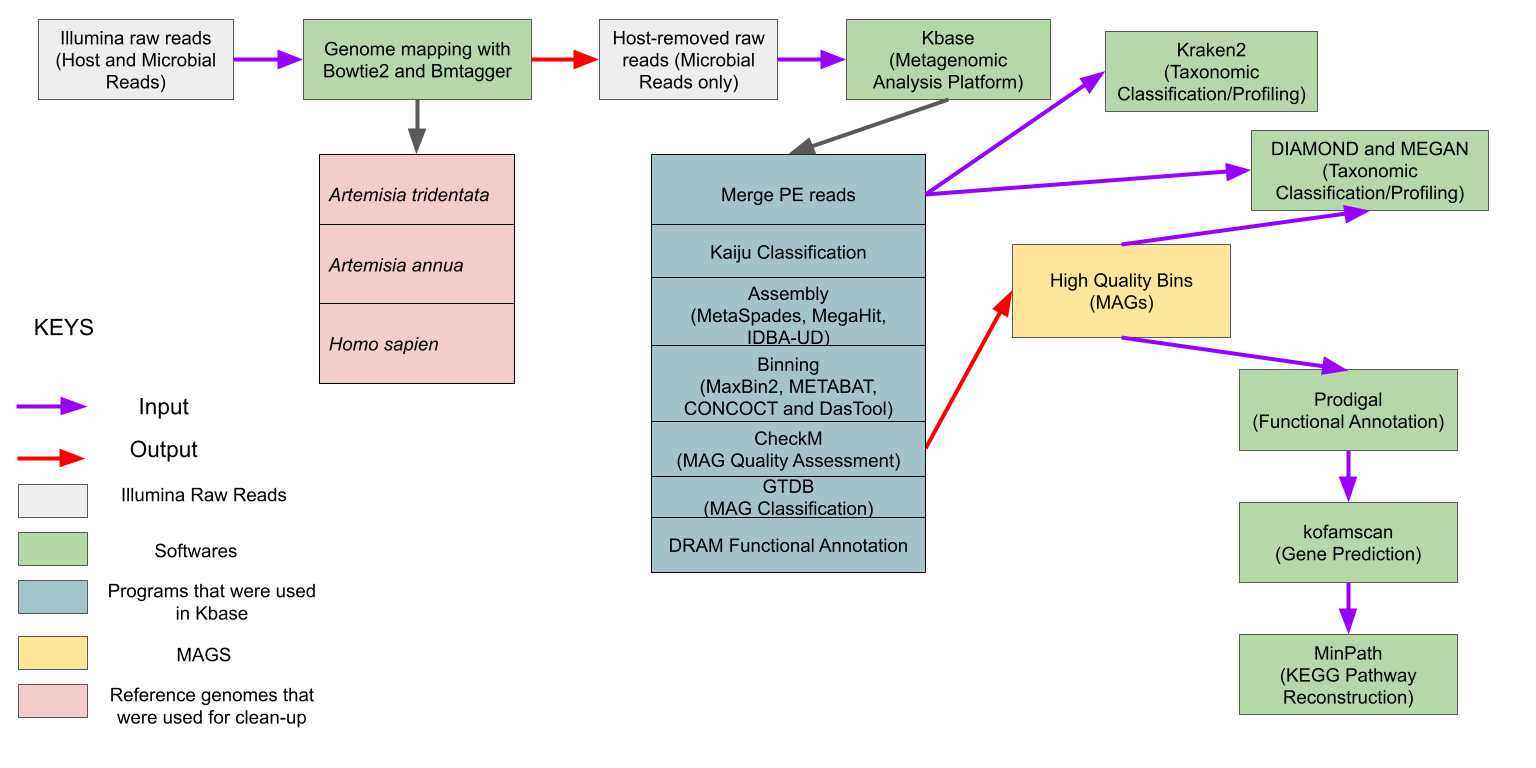 Illumina raw reads
(Host and Microbial
Reads)
Genome mapping with
Bowtie2 and Bmtagger
Host-removed raw
reads (Microbial
Reads only)
Kbase
(Metagenomic
Analysis Platform)
Kraken2
(Taxonomic
Classification/Profiling)
DIAMOND and MEGAN
(Taxonomic
Classification/Profiling)
Artemisia tridentata
Artemisia annua
Homo sapien
Merge PE reads
Kaiju Classification
Assembly
(MetaSpades, MegaHit,
IDBA-UD)
Binning
(MaxBin2, METABAT,
CONCOCT and DasTool)
CheckM
(MAG Quality Assessment)
GTDB
(MAG Classification)
DRAM Functional Annotation
High Quality Bins
(MAGs)
Prodigal
(Functional Annotation)
kofamscan
(Gene Prediction)
MinPath
(KEGG Pathway
Reconstruction)
KEYS
Input
Output
Illumina Raw Reads
Softwares
Programs that were used
in Kbase
MAGS
Reference genomes that
were used for clean-up